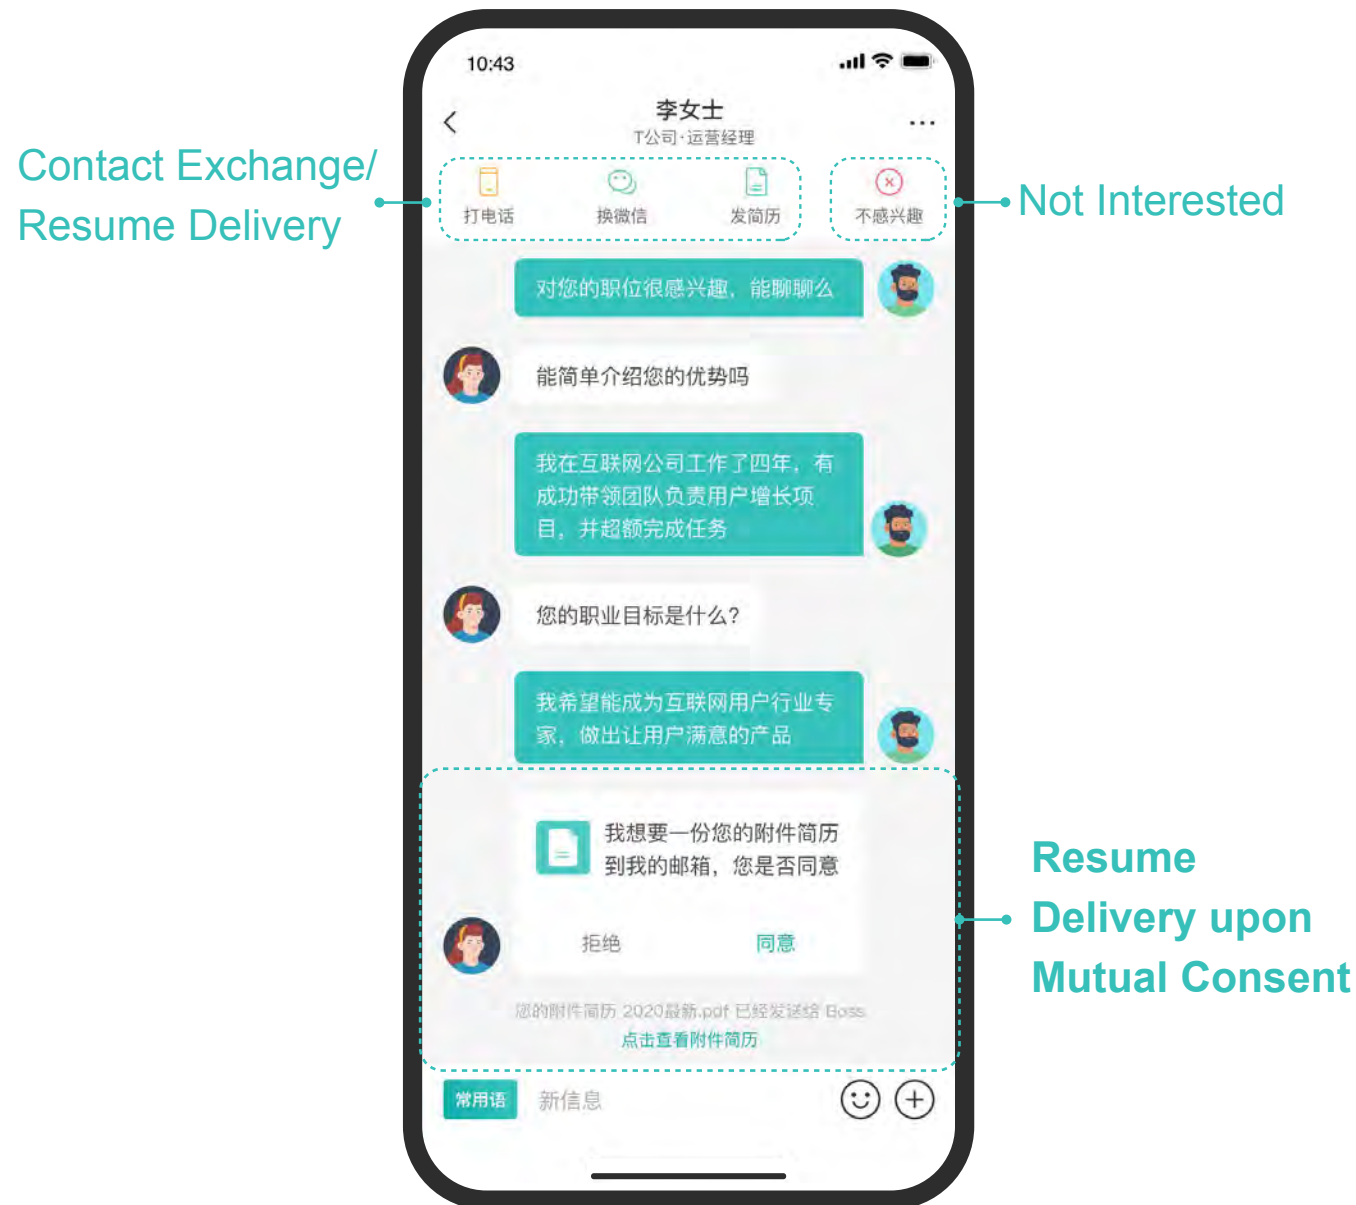 10:43
李女士
T公司·运营经理
Contact Exchange/
Resume Delivery
打电话
换微信
发简历
不感兴趣
Not Interested
对您的职位很感兴趣，能聊聊么
能简单介绍您的优势吗
我在互联网公司工作了四年，有
成功带领团队负责用户增长项
目，并超额完成任务
您的职业目标是什么?
我希望能成为互联网用户行业专
家，做出让用户满意的产品
我想要一份您的附件简历
到我的邮箱，您是否同意
拒绝
同意
Resume
Delivery upon
Mutual Consent
您的附件简历 2020最新.pdf 已经发送给 Boss
点击查看附件简历
常用语
新信息